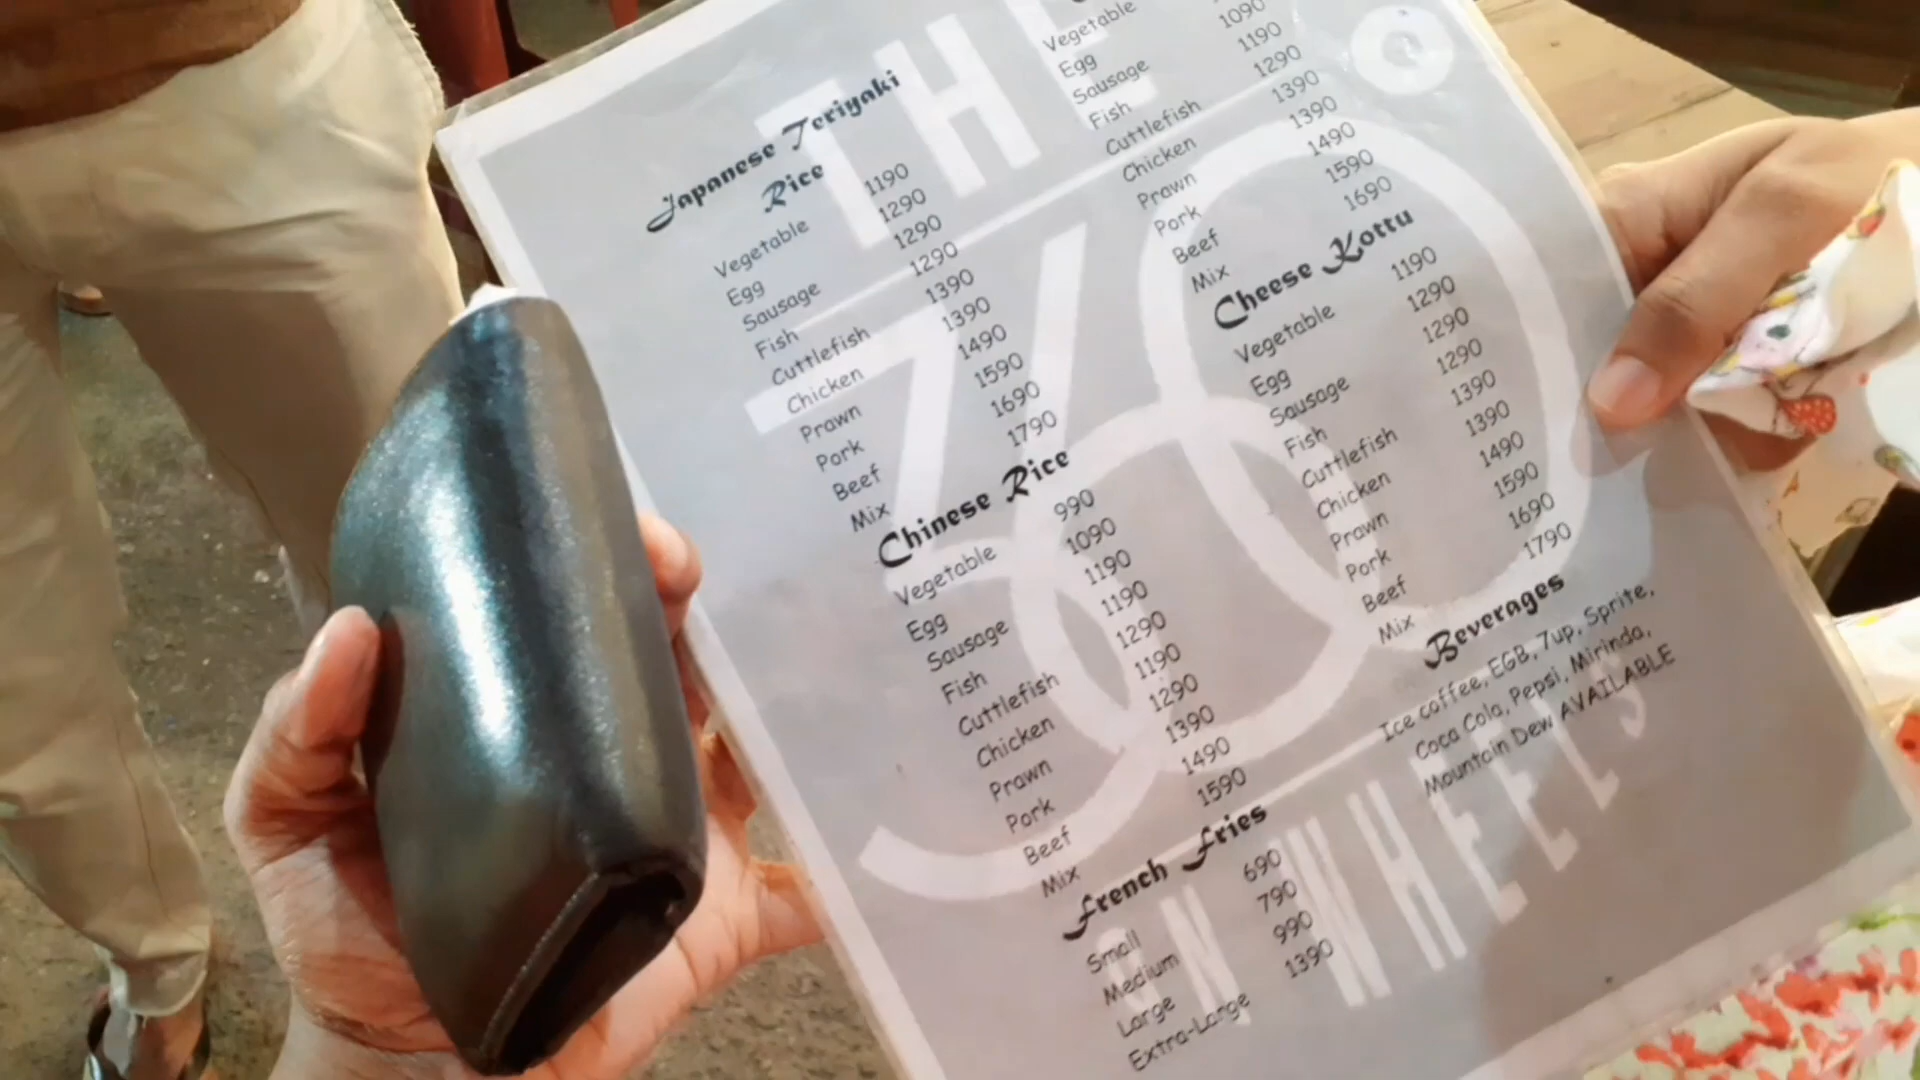 THE
360
ON WHEELS
Japanese Teriyaki
Rice
Vegetable 1190
Egg 1290
Sausage 1290
Fish 1290
Cuttlefish 1390
Chicken 1390
Prawn 1490
Pork 1590
Beef 1690
Mix 1790
Chinese Rice
Vegetable 990
Egg 1090
Sausage 1190
Fish 1190
Cuttlefish 1290
Chicken 1190
Prawn 1290
Pork 1390
Beef 1490
Mix 1590
French Fries
Small 690
Medium 790
Large 990
Extra-Large 1390
Vegetable
Egg
Sausage 1090
Fish 1190
Cuttlefish 1290
Chicken 1390
Prawn 1390
Pork 1490
Beef 1590
Mix 1690
Cheese Kottu
Vegetable 1190
Egg 1290
Sausage 1290
Fish 1290
Cuttlefish 1390
Chicken 1390
Prawn 1490
Pork 1590
Beef 1690
Mix 1790
Beverages
Ice coffee, EGB, 7up, Sprite,
Coca Cola, Pepsi, Mirinda,
Mountain Dew AVAILABLE